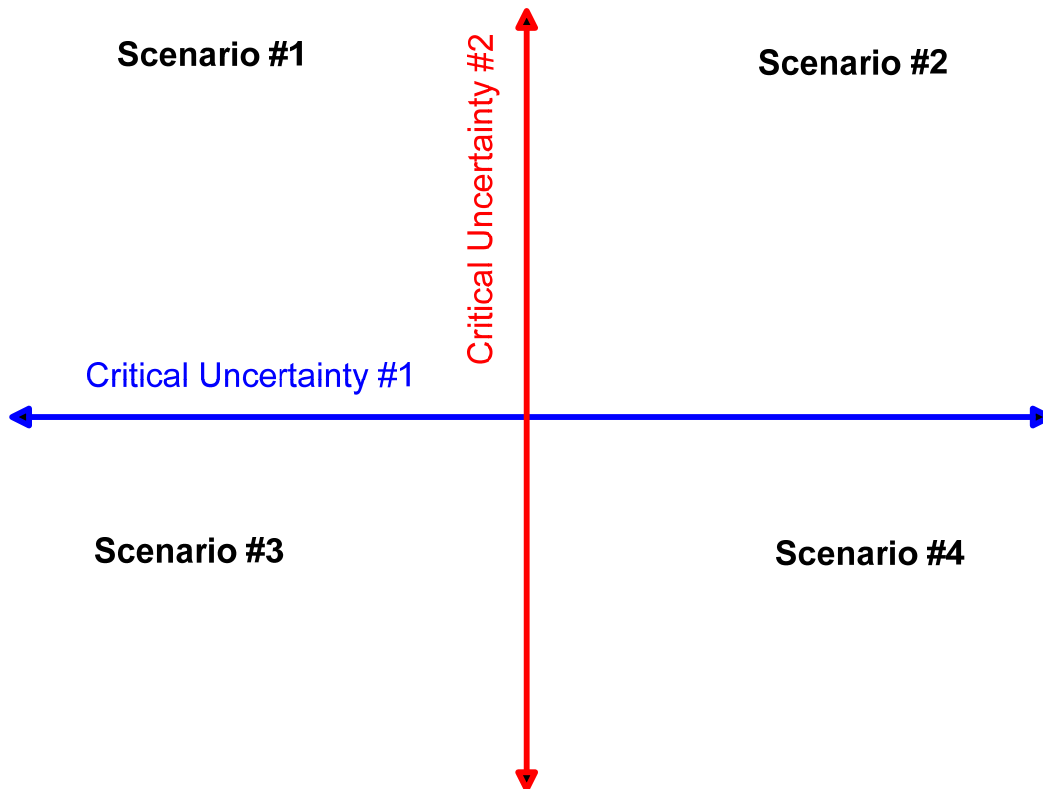 Scenario #1
Critical Uncertainty #2
Scenario #2
Critical Uncertainty #1
Scenario #3
Scenario #4